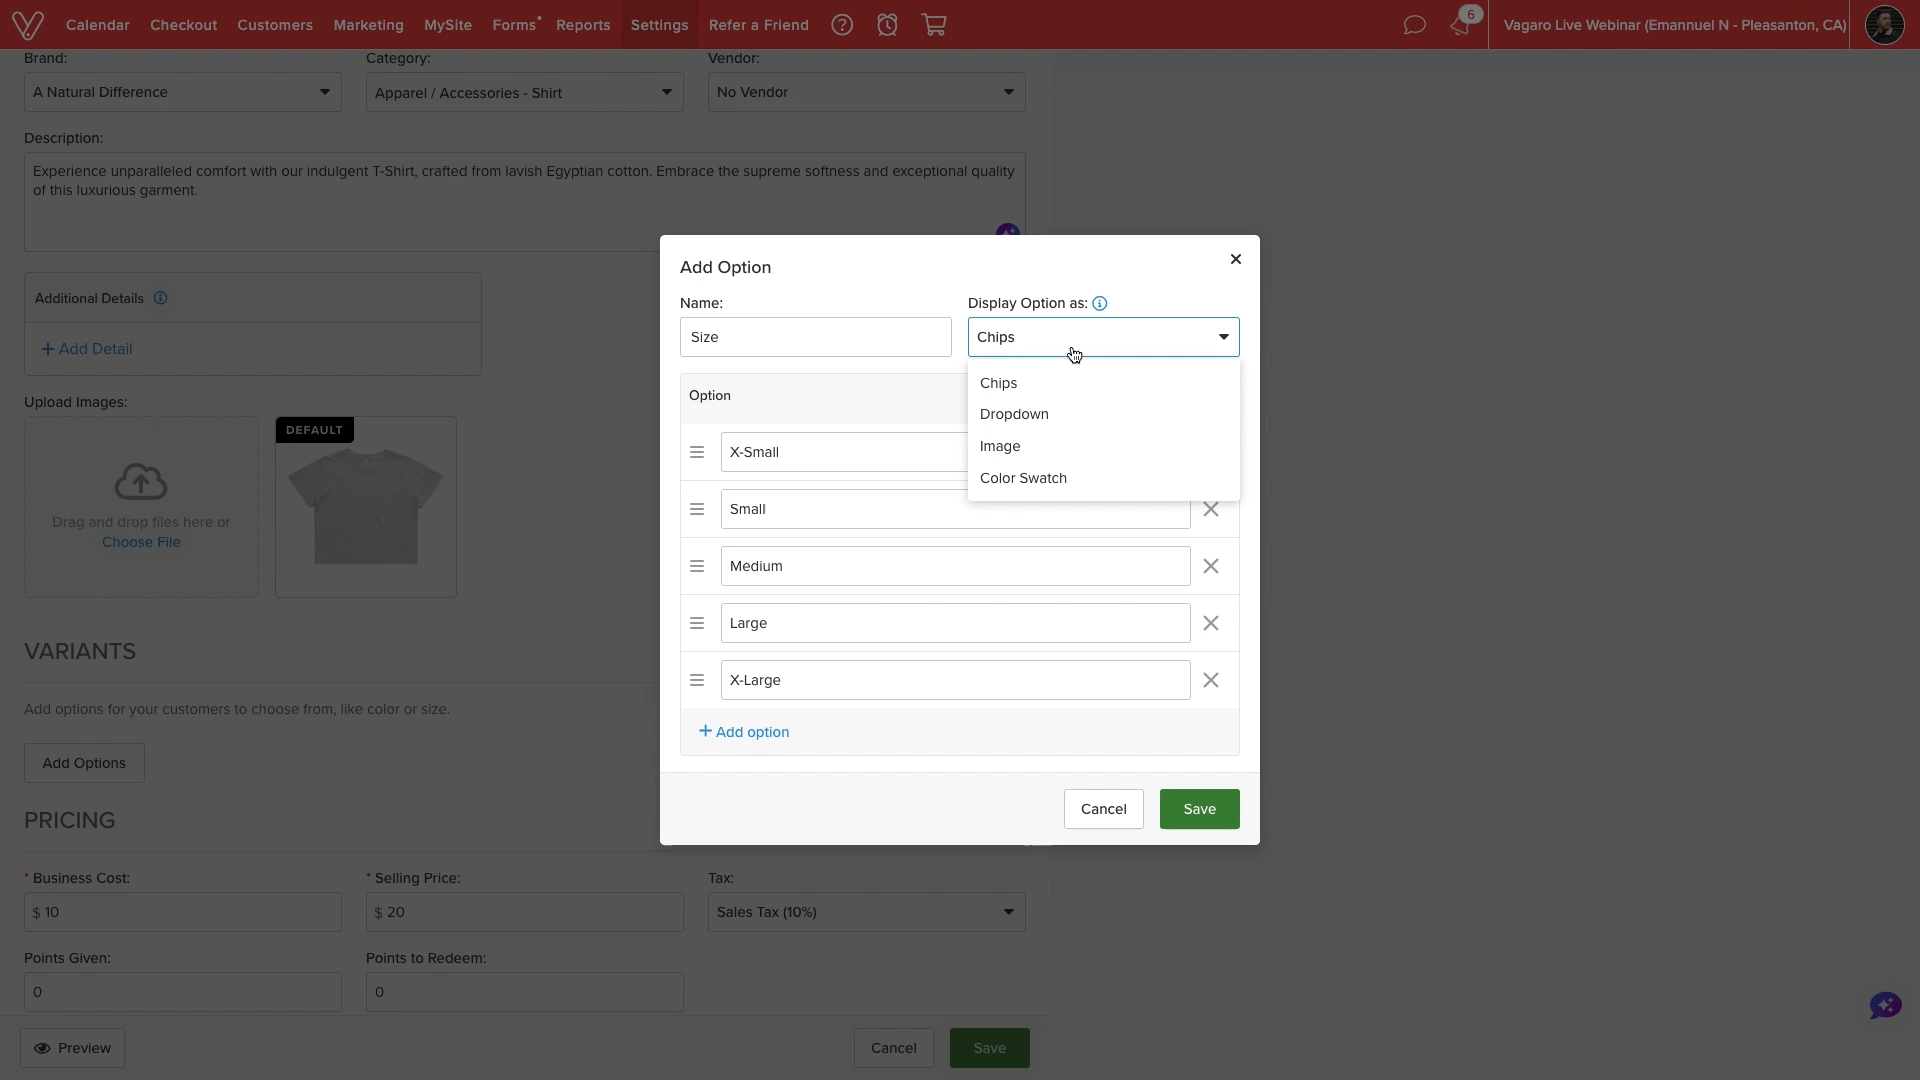 Calendar Checkout Customers Marketing MySite Forms Reports Settings Refer a Friend ? 6 Vagaro Live Webinar (Emannuel N - Pleasanton, CA)
Brand: Category: Vendor:
A Natural Difference Apparel / Accessories - Shirt No Vendor
Description:
Experience unparalleled comfort with our indulgent T-Shirt, crafted from lavish Egyptian cotton. Embrace the supreme softness and exceptional quality
of this luxurious garment.
Additional Details
+ Add Detail
Upload Images:
Drag and drop files here or
Choose File
DEFAULT
VARIANTS
Add options for your customers to choose from, like color or size.
Add Options
PRICING
* Business Cost: * Selling Price: Tax:
$ 10 $ 20 Sales Tax (10%)
Points Given: Points to Redeem:
0 0
Preview Cancel Save
Add Option
Name: Display Option as:
Size Chips
Chips
Dropdown
Image
Color Swatch
Option
X-Small
Small
Medium
Large
X-Large
+ Add option
Cancel Save